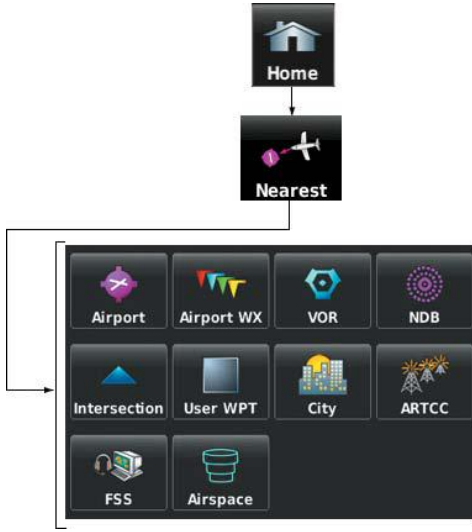 Home
Nearest
Airport
Airport WX
VOR
NDB
Intersection
User WPT
City
ARTCC
FSS
Airspace